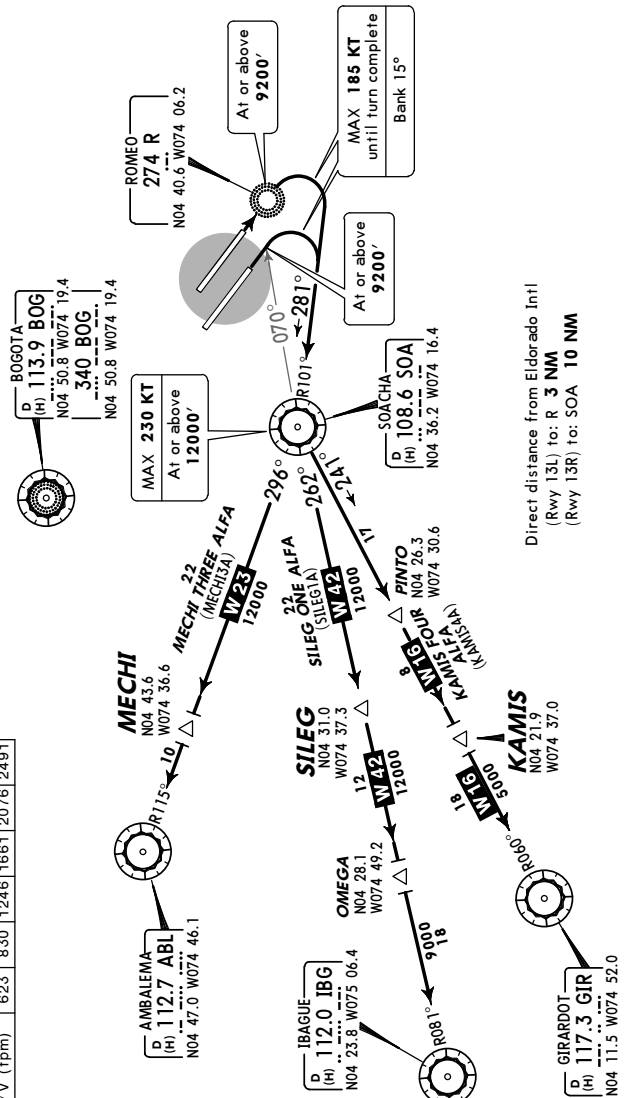 V (fpm) 623 830 1246 1661 2076 2491
BOGOTA
D
(H) 113.9 BOG
N04 50.8 W074 19.4
340 BOG
N04 50.8 W074 19.4
ROMEO
274 R
N04 40.6 W074 06.2
At or above
9200'
MAX 185 KT
until turn complete
Bank 15°
At or above
9200'
070°
281°
R101°
MAX 230 KT
At or above
12000'
SOACHA
D
(H) 108.6 SOA
N04 36.2 W074 16.4
296°
262°
241°
22
MECHI THREE ALFA
(MECHI3A)
W23
12000
MECHI
N04 43.6
W074 36.6
10
R115°
AMBALEMA
D
(H) 112.7 ABL
N04 47.0 W074 46.1
22
SILEG ONE ALFA
(SILEG1A)
W42
12000
SILEG
N04 31.0
W074 37.3
12
W42
12000
OMEGA
N04 28.1
W074 49.2
9000
18
R081°
IBAGUE
D
(H) 112.0 IBG
N04 23.8 W075 06.4
17
PINTO
N04 26.3
W074 30.6
8
W16
KAMIS FOUR
ALFA
(KAMIS4A)
KAMIS
N04 21.9
W074 37.0
18
W16
5000
R060°
GIRARDOT
D
(H) 117.3 GIR
N04 11.5 W074 52.0
Direct distance from Eldorado Intl
(Rwy 13L) to: R 3 NM
(Rwy 13R) to: SOA 10 NM